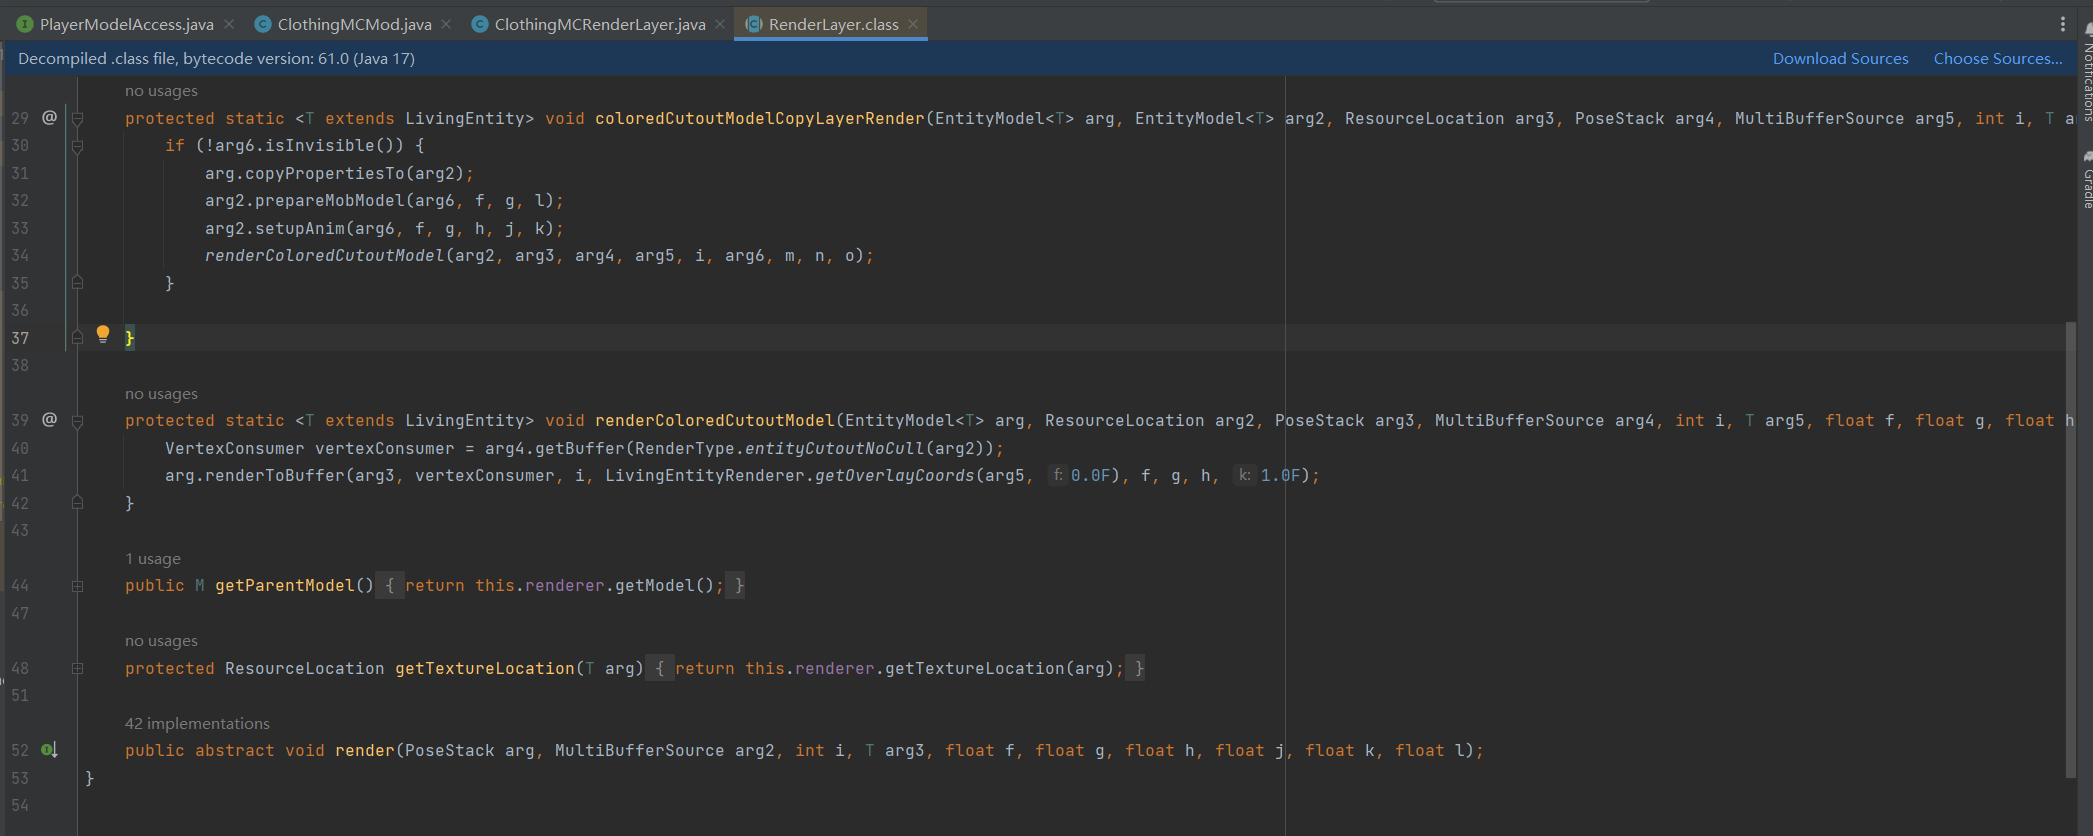 PlayerModelAccess.java ClothingMCMod.java ClothingMCRenderLayer.java RenderLayer.class
Decompiled .class file, bytecode version: 61.0 (Java 17) Download Sources Choose Sources...
no usages
29 @ protected static <T extends LivingEntity> void coloredCutoutModelCopyLayerRender(EntityModel<T> arg, EntityModel<T> arg2, ResourceLocation arg3, PoseStack arg4, MultiBufferSource arg5, int i, T
30 if (!arg6.isInvisible()) {
31 arg.copyPropertiesTo(arg2);
32 arg2.prepareMobModel(arg6, f, g, l);
33 arg2.setupAnim(arg6, f, g, h, j, k);
34 renderColoredCutoutModel(arg2, arg3, arg4, arg5, i, arg6, m, n, o);
35 }
36
37 }
38
no usages
39 @ protected static <T extends LivingEntity> void renderColoredCutoutModel(EntityModel<T> arg, ResourceLocation arg2, PoseStack arg3, MultiBufferSource arg4, int i, T arg5, float f, float g, float h
40 VertexConsumer vertexConsumer = arg4.getBuffer(RenderType.entityCutoutNoCull(arg2));
41 arg.renderToBuffer(arg3, vertexConsumer, i, LivingEntityRenderer.getOverlayCoords(arg5, f: 0.0F), f, g, h, k: 1.0F);
42 }
43
1 usage
44 public M getParentModel() { return this.renderer.getModel(); }
47
no usages
48 protected ResourceLocation getTextureLocation(T arg) { return this.renderer.getTextureLocation(arg); }
51
42 implementations
52 public abstract void render(PoseStack arg, MultiBufferSource arg2, int i, T arg3, float f, float g, float h, float j, float k, float l);
53 }
54
Notifications
Gradle